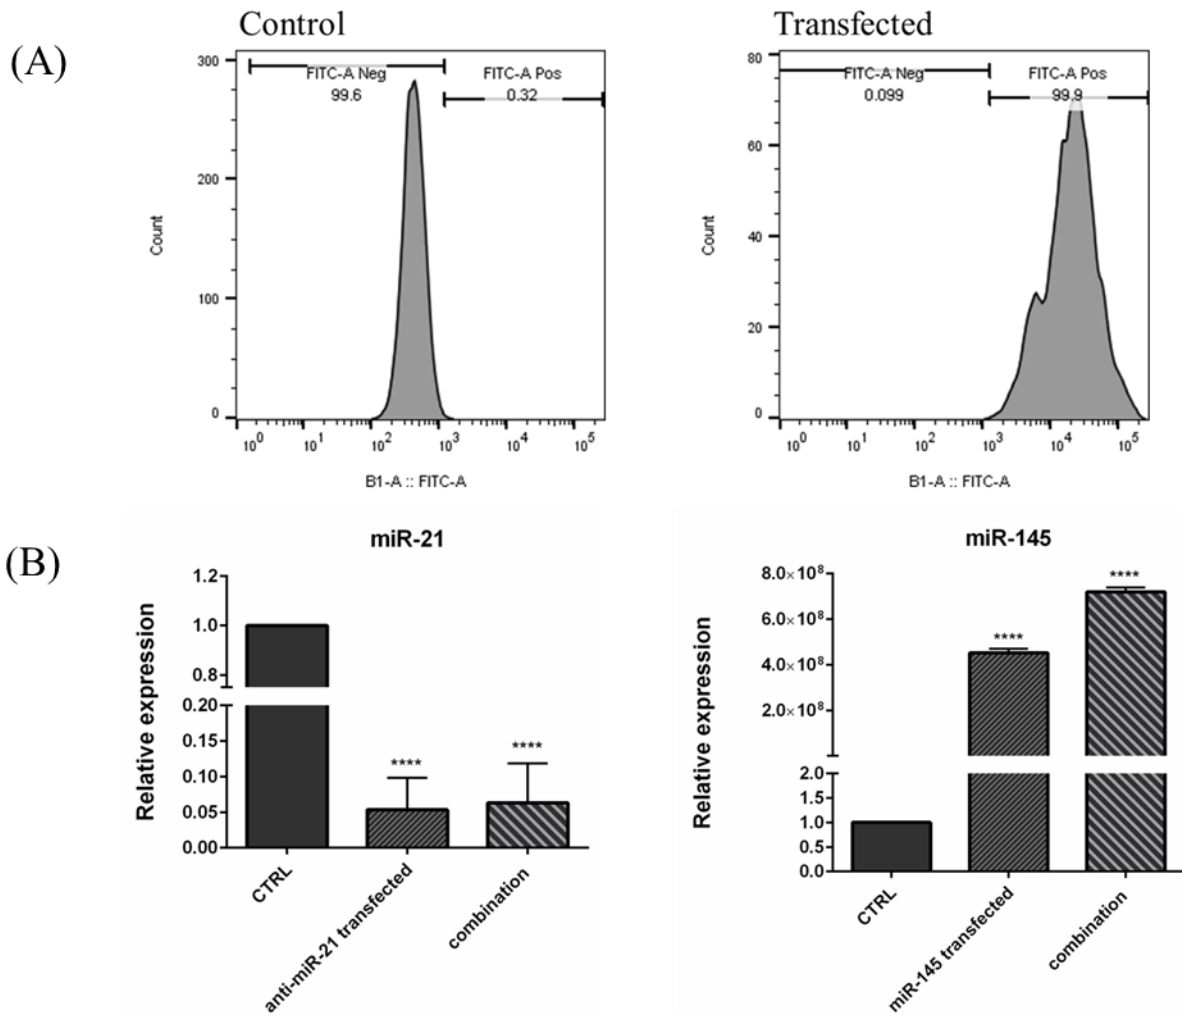 Control
Transfected
(A)
300
200
100
0
Count
FITC-A Neg
99.6
FITC-A Pos
0.32
10⁰ 10¹ 10² 10³ 10⁴ 10⁵
B1-A :: FITC-A
80
60
40
20
0
Count
FITC-A Neg
0.099
FITC-A Pos
99.9
10⁰ 10¹ 10² 10³ 10⁴ 10⁵
B1-A :: FITC-A
(B)
miR-21
Relative expression
1.2
1.0
0.8
0.20
0.15
0.10
0.05
0.00
****
****
CTRL
anti-miR-21 transfected
combination
miR-145
Relative expression
8.0×10⁸
6.0×10⁸
4.0×10⁸
2.0×10⁸
2.0
1.5
1.0
0.5
0.0
****
****
CTRL
miR-145 transfected
combination